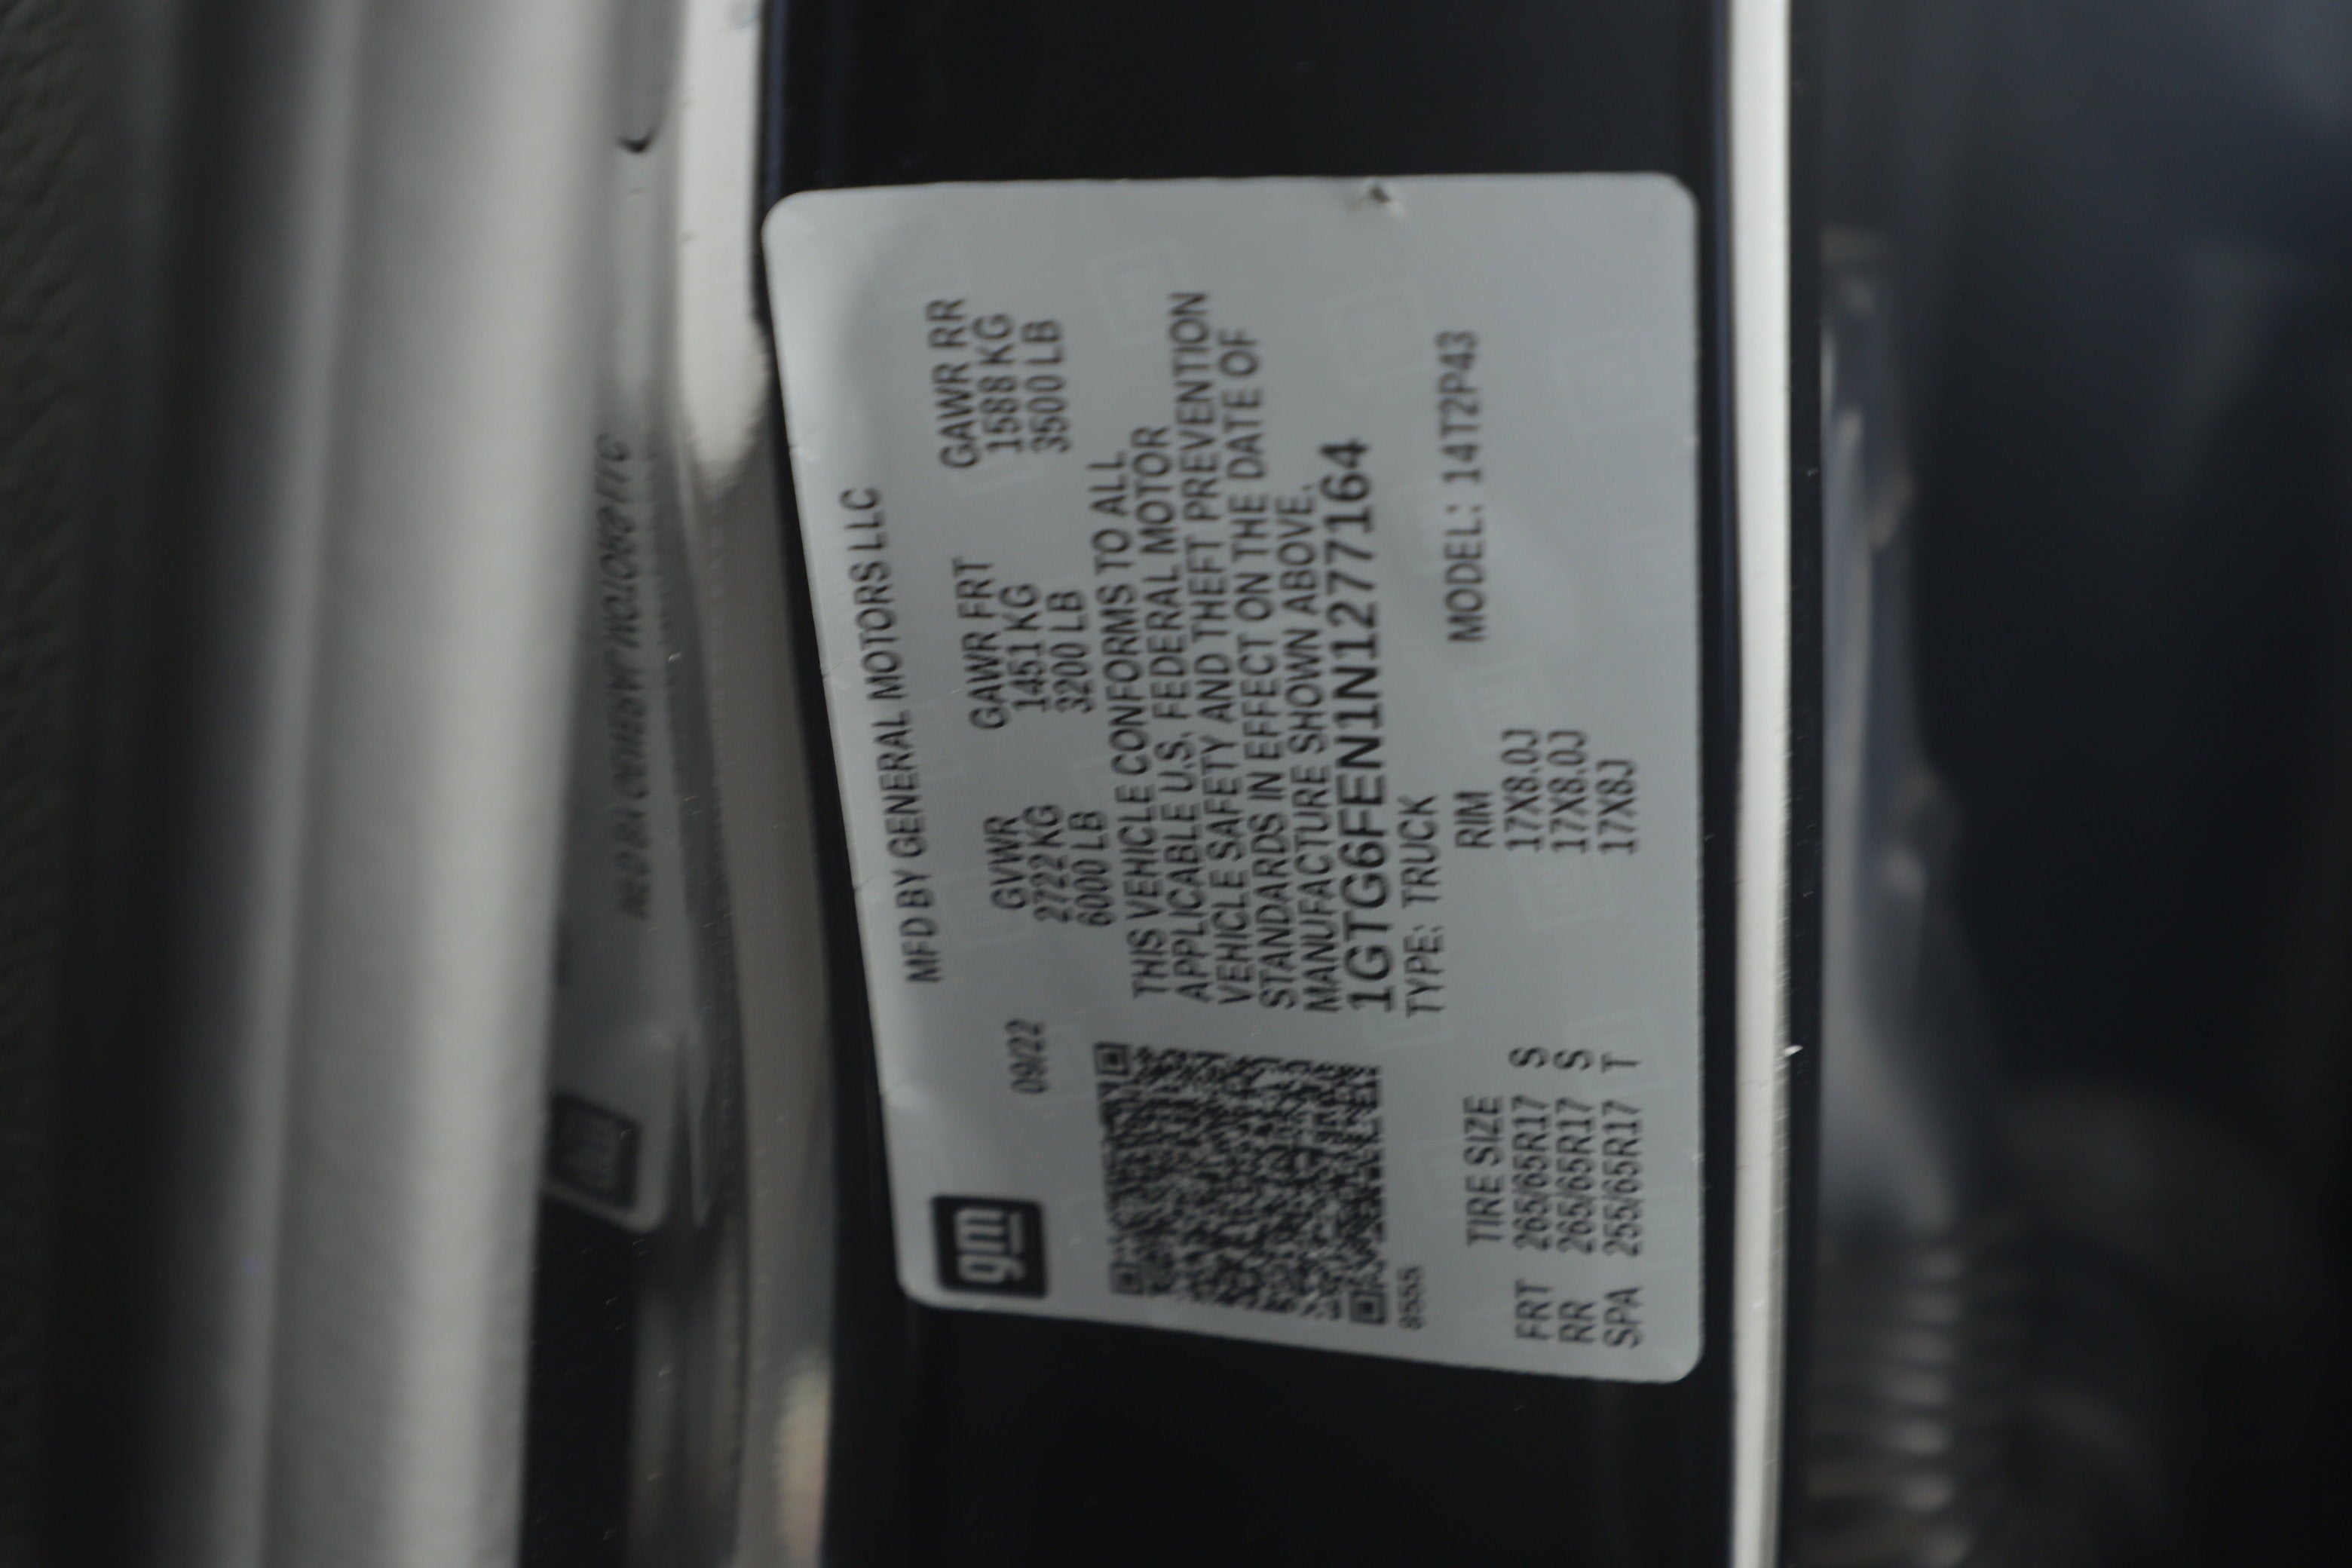 gm
MFD BY GENERAL MOTORS LLC
09/22
GVWR GAWR FRT GAWR RR
2722 KG 1451 KG 1588 KG
6000 LB 3200 LB 3500 LB
THIS VEHICLE CONFORMS TO ALL
APPLICABLE U.S. FEDERAL MOTOR
VEHICLE SAFETY AND THEFT PREVENTION
STANDARDS IN EFFECT ON THE DATE OF
MANUFACTURE SHOWN ABOVE.
1GTG6FEN1N1277164
TYPE: TRUCK
8555
MODEL: 14T2P43
TIRE SIZE RIM
FRT 265/65R17 S 17X8.0J
RR 265/65R17 S 17X8.0J
SPA 255/65R17 T 17X8J